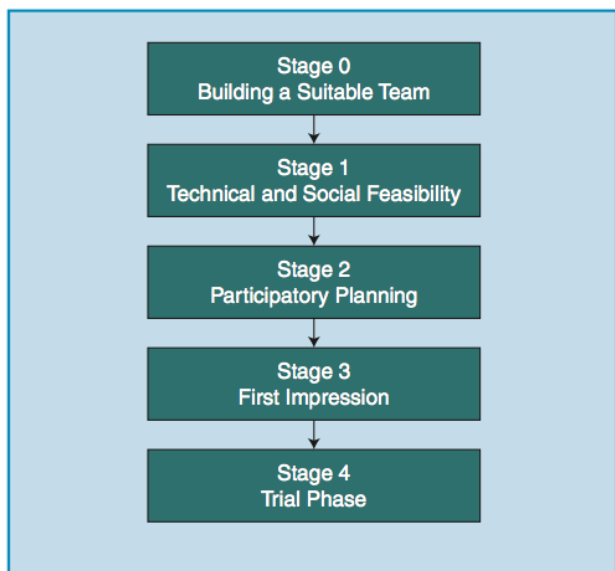 Stage 0
Building a Suitable Team
Stage 1
Technical and Social Feasibility
Stage 2
Participatory Planning
Stage 3
First Impression
Stage 4
Trial Phase